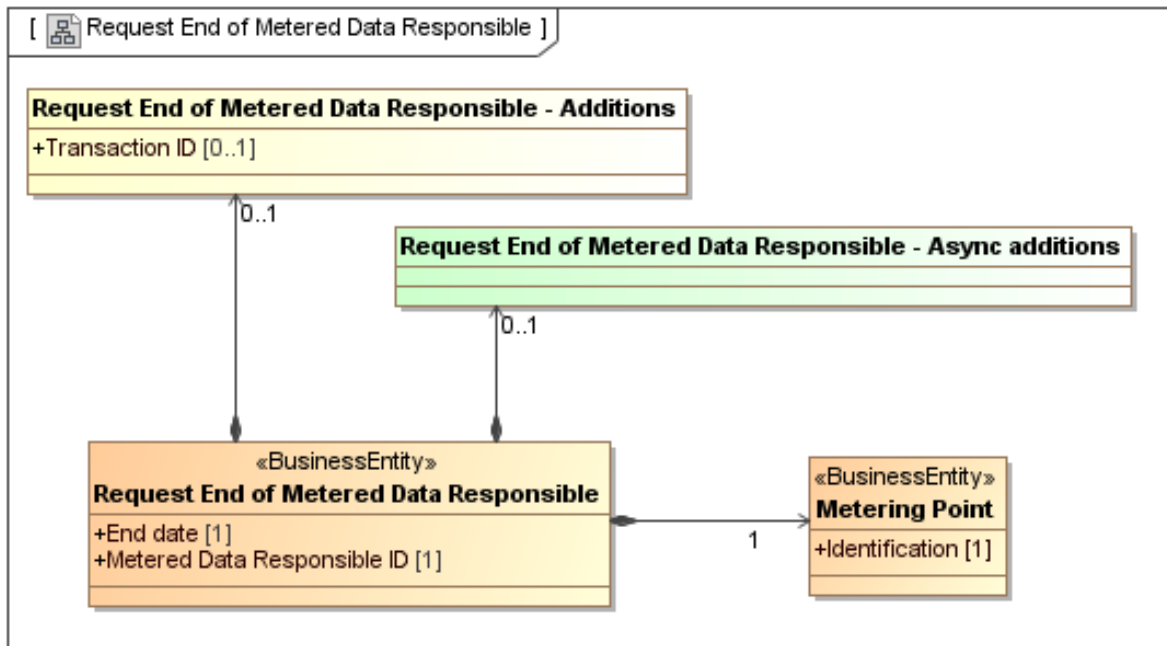 [ Request End of Metered Data Responsible ]
Request End of Metered Data Responsible - Additions
+Transaction ID [0..1]
0..1
Request End of Metered Data Responsible - Async additions
0..1
«BusinessEntity»
Request End of Metered Data Responsible
+End date [1]
+Metered Data Responsible ID [1]
1
«BusinessEntity»
Metering Point
+Identification [1]